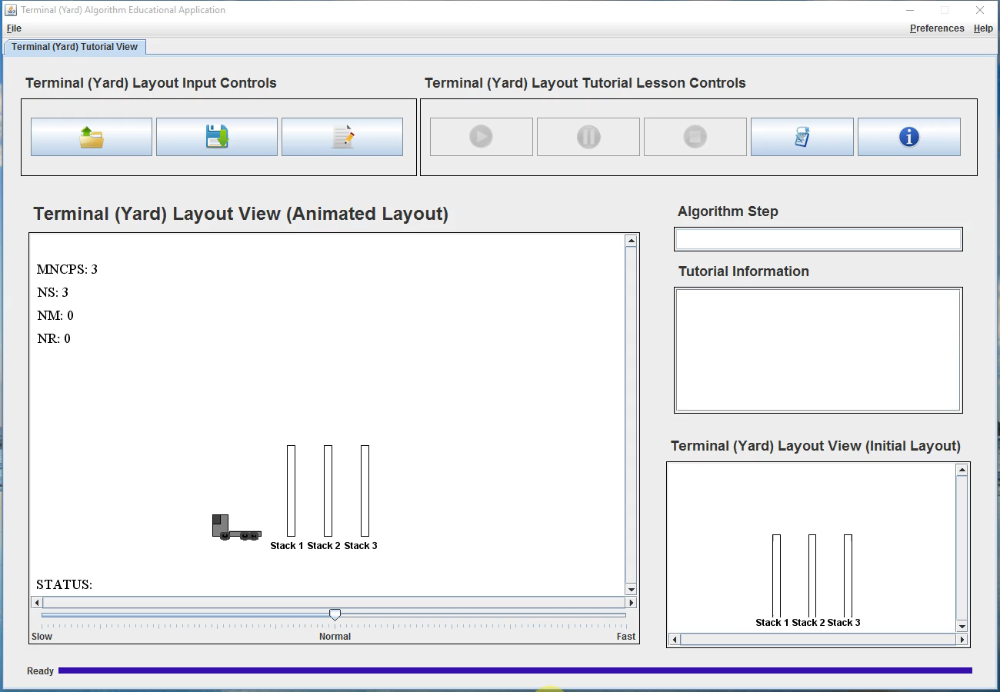 Terminal (Yard) Algorithm Educational Application
File Preferences Help
Terminal (Yard) Tutorial View
Terminal (Yard) Layout Input Controls
Terminal (Yard) Layout Tutorial Lesson Controls
Terminal (Yard) Layout View (Animated Layout)
MNCPS: 3
NS: 3
NM: 0
NR: 0
Stack 1 Stack 2 Stack 3
STATUS:
Slow Normal Fast
Algorithm Step
Tutorial Information
Terminal (Yard) Layout View (Initial Layout)
Stack 1 Stack 2 Stack 3
Ready